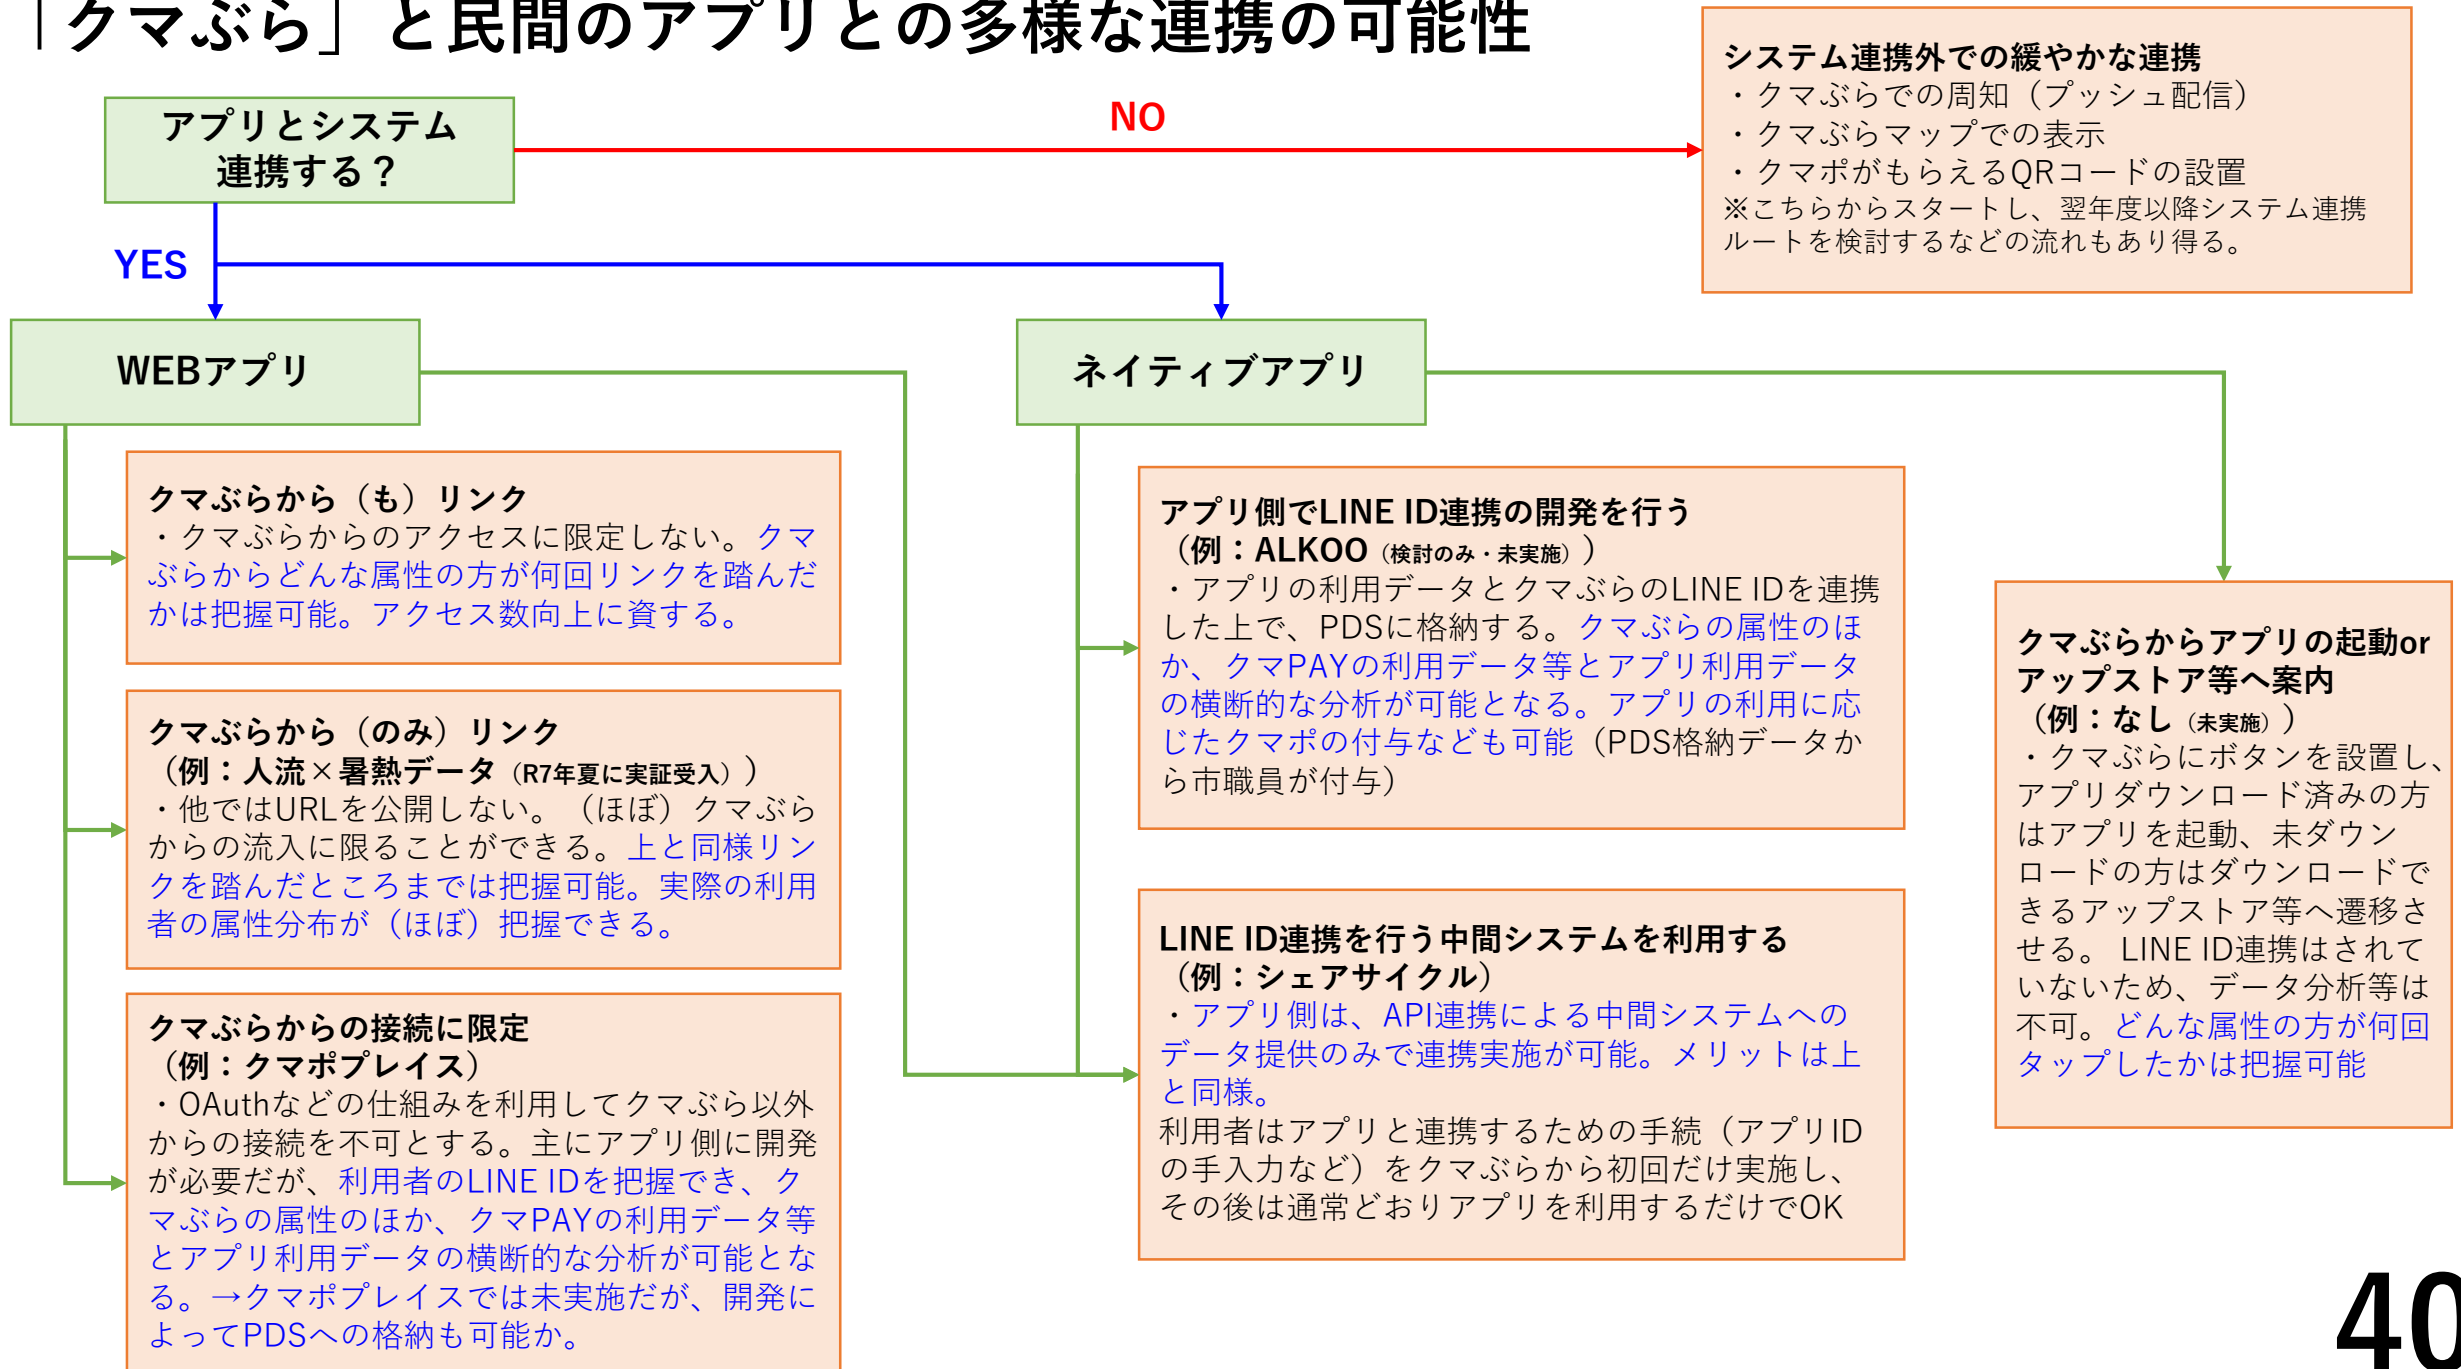 「クマぶら」と民間のアプリとの多様な連携の可能性
システム連携外での緩やかな連携
・クマぶらでの周知（プッシュ配信）
・クマぶらマップでの表示
・クマポがもらえるQRコードの設置
※こちらからスタートし、翌年度以降システム連携
ルートを検討するなどの流れもあり得る。
アプリとシステム
連携する？
NO
YES
WEBアプリ
ネイティブアプリ
クマぶらから（も）リンク
・クマぶらからのアクセスに限定しない。クマ
ぶらからどんな属性の方が何回リンクを踏んだ
かは把握可能。アクセス数向上に資する。
クマぶらから（のみ）リンク
（例：人流×暑熱データ（R7年夏に実証受入））
・他ではURLを公開しない。（ほぼ）クマぶら
からの流入に限ることができる。上と同様リン
クを踏んだところまでは把握可能。実際の利用
者の属性分布が（ほぼ）把握できる。
クマぶらからの接続に限定
（例：クマポプレイス）
・OAuthなどの仕組みを利用してクマぶら以外
からの接続を不可とする。主にアプリ側に開発
が必要だが、利用者のLINE IDを把握でき、ク
マぶらの属性のほか、クマPAYの利用データ等
とアプリ利用データの横断的な分析が可能とな
る。→クマポプレイスでは未実施だが、開発に
よってPDSへの格納も可能か。
アプリ側でLINE ID連携の開発を行う
（例：ALKOO（検討のみ・未実施））
・アプリの利用データとクマぶらのLINE IDを連携
した上で、PDSに格納する。クマぶらの属性のほ
か、クマPAYの利用データ等とアプリ利用データ
の横断的な分析が可能となる。アプリの利用に応
じたクマポの付与なども可能（PDS格納データか
ら市職員が付与）
LINE ID連携を行う中間システムを利用する
（例：シェアサイクル）
・アプリ側は、API連携による中間システムへの
データ提供のみで連携実施が可能。メリットは上
と同様。
利用者はアプリと連携するための手続（アプリID
の手入力など）をクマぶらから初回だけ実施し、
その後は通常どおりアプリを利用するだけでOK
クマぶらからアプリの起動or
アップストア等へ案内
（例：なし（未実施））
・クマぶらにボタンを設置し、
アプリダウンロード済みの方
はアプリを起動、未ダウン
ロードの方はダウンロードで
きるアップストア等へ遷移さ
せる。 LINE ID連携はされて
いないため、データ分析等は
不可。どんな属性の方が何回
タップしたかは把握可能
40